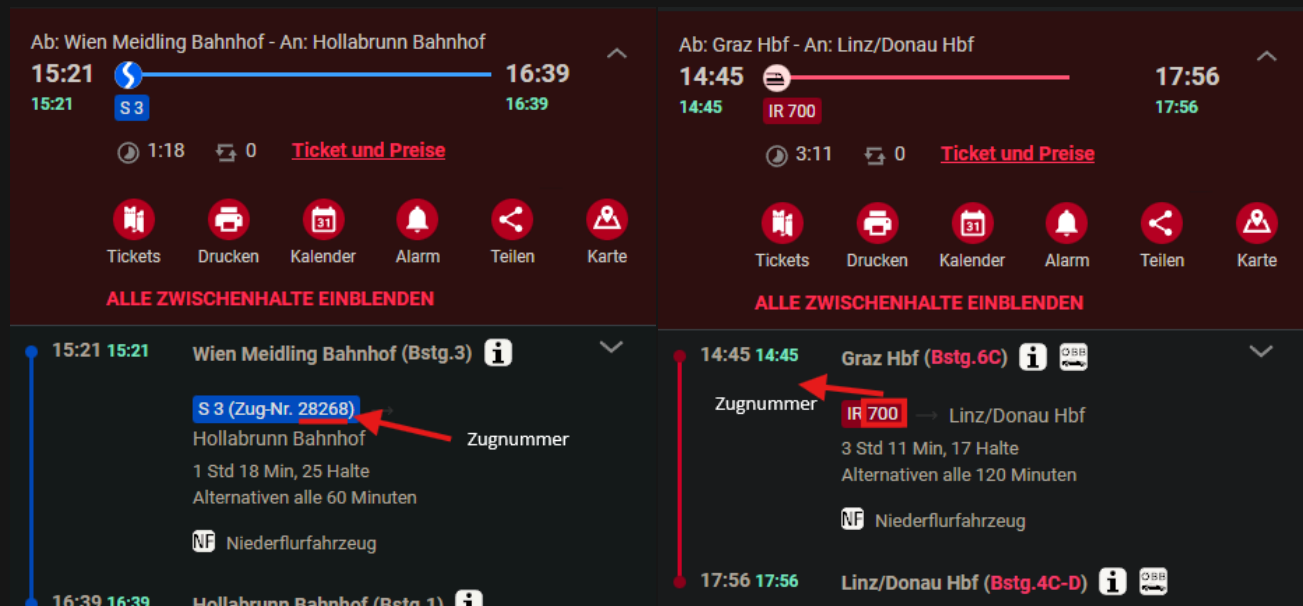 Ab: Wien Meidling Bahnhof - An: Hollabrunn Bahnhof
15:21 16:39
15:21 S 3 16:39
1:18 0 Ticket und Preise
31
Tickets Drucken Kalender Alarm Teilen Karte
ALLE ZWISCHENHALTE EINBLENDEN
15:21 15:21 Wien Meidling Bahnhof (Bstg.3) i
S 3 (Zug-Nr. 28268)
Zugnummer
Hollabrunn Bahnhof
1 Std 18 Min, 25 Halte
Alternativen alle 60 Minuten
NF Niederflurfahrzeug
16:39 16:39 Hollabrunn Bahnhof (Bstg.1) i
Ab: Graz Hbf - An: Linz/Donau Hbf
14:45 17:56
14:45 IR 700 17:56
3:11 0 Ticket und Preise
31
Tickets Drucken Kalender Alarm Teilen Karte
ALLE ZWISCHENHALTE EINBLENDEN
14:45 14:45 Graz Hbf (Bstg.6C) i ÖBB
Zugnummer
IR 700 → Linz/Donau Hbf
3 Std 11 Min, 17 Halte
Alternativen alle 120 Minuten
NF Niederflurfahrzeug
17:56 17:56 Linz/Donau Hbf (Bstg.4C-D) i ÖBB